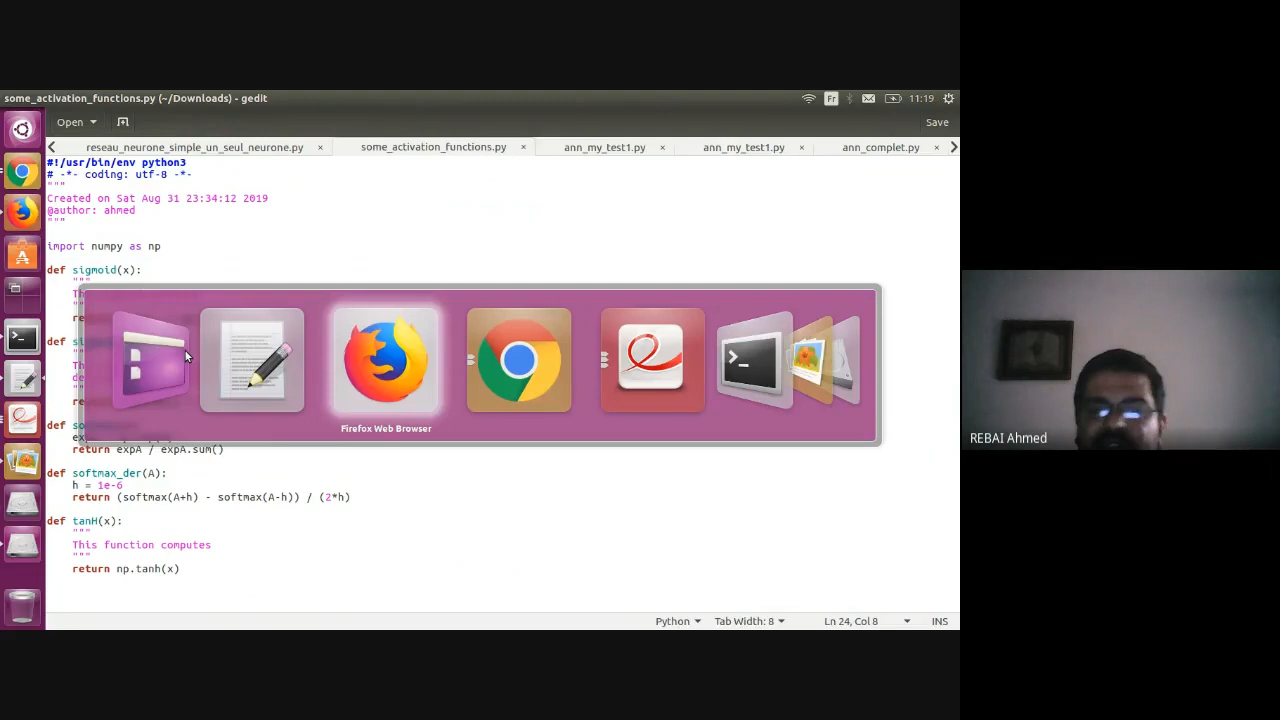 some_activation_functions.py (~/Downloads) - gedit
Fr
11:19
Open
Save
reseau_neurone_simple_un_seul_neurone.py ×
some_activation_functions.py ×
ann_my_test1.py ×
ann_my_test1.py ×
ann_complet.py ×
#!/usr/bin/env python3
# -*- coding: utf-8 -*-
"""
Created on Sat Aug 31 23:34:12 2019
@author: ahmed
"""
import numpy as np
def sigmoid(x):
"""
Firefox Web Browser
return expA / expA.sum()
def softmax_der(A):
h = 1e-6
return (softmax(A+h) - softmax(A-h)) / (2*h)
def tanH(x):
"""
This function computes
"""
return np.tanh(x)
Python
Tab Width: 8
Ln 24, Col 8
INS
REBAI Ahmed